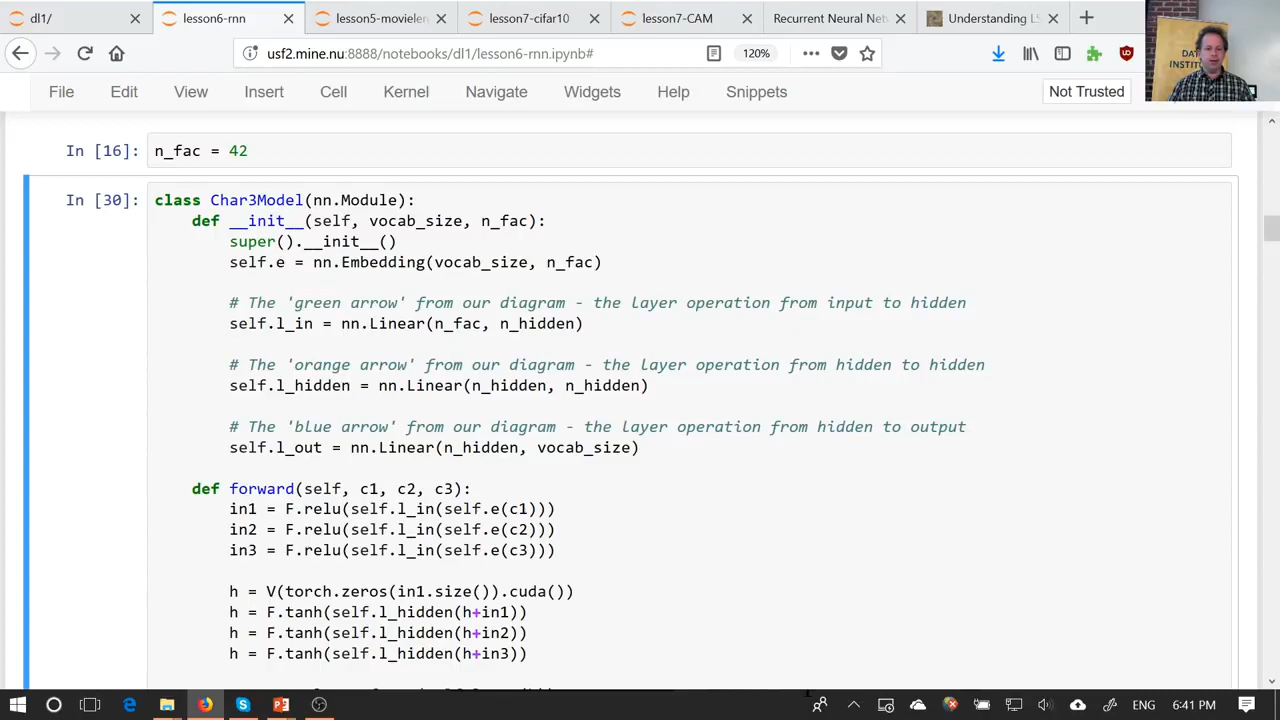 dl1/
lesson6-rnn
lesson5-movielen
lesson7-cifar10
lesson7-CAM
Recurrent Neural Ne
Understanding LS
usf2.mine.nu:8888/notebooks/dl1/lesson6-rnn.ipynb#
120%
File Edit View Insert Cell Kernel Navigate Widgets Help Snippets
Not Trusted
In [16]: n_fac = 42
In [30]: class Char3Model(nn.Module):
def __init__(self, vocab_size, n_fac):
super().__init__()
self.e = nn.Embedding(vocab_size, n_fac)
# The 'green arrow' from our diagram - the layer operation from input to hidden
self.l_in = nn.Linear(n_fac, n_hidden)
# The 'orange arrow' from our diagram - the layer operation from hidden to hidden
self.l_hidden = nn.Linear(n_hidden, n_hidden)
# The 'blue arrow' from our diagram - the layer operation from hidden to output
self.l_out = nn.Linear(n_hidden, vocab_size)
def forward(self, c1, c2, c3):
in1 = F.relu(self.l_in(self.e(c1)))
in2 = F.relu(self.l_in(self.e(c2)))
in3 = F.relu(self.l_in(self.e(c3)))
h = V(torch.zeros(in1.size()).cuda())
h = F.tanh(self.l_hidden(h+in1))
h = F.tanh(self.l_hidden(h+in2))
h = F.tanh(self.l_hidden(h+in3))
ENG 6:41 PM